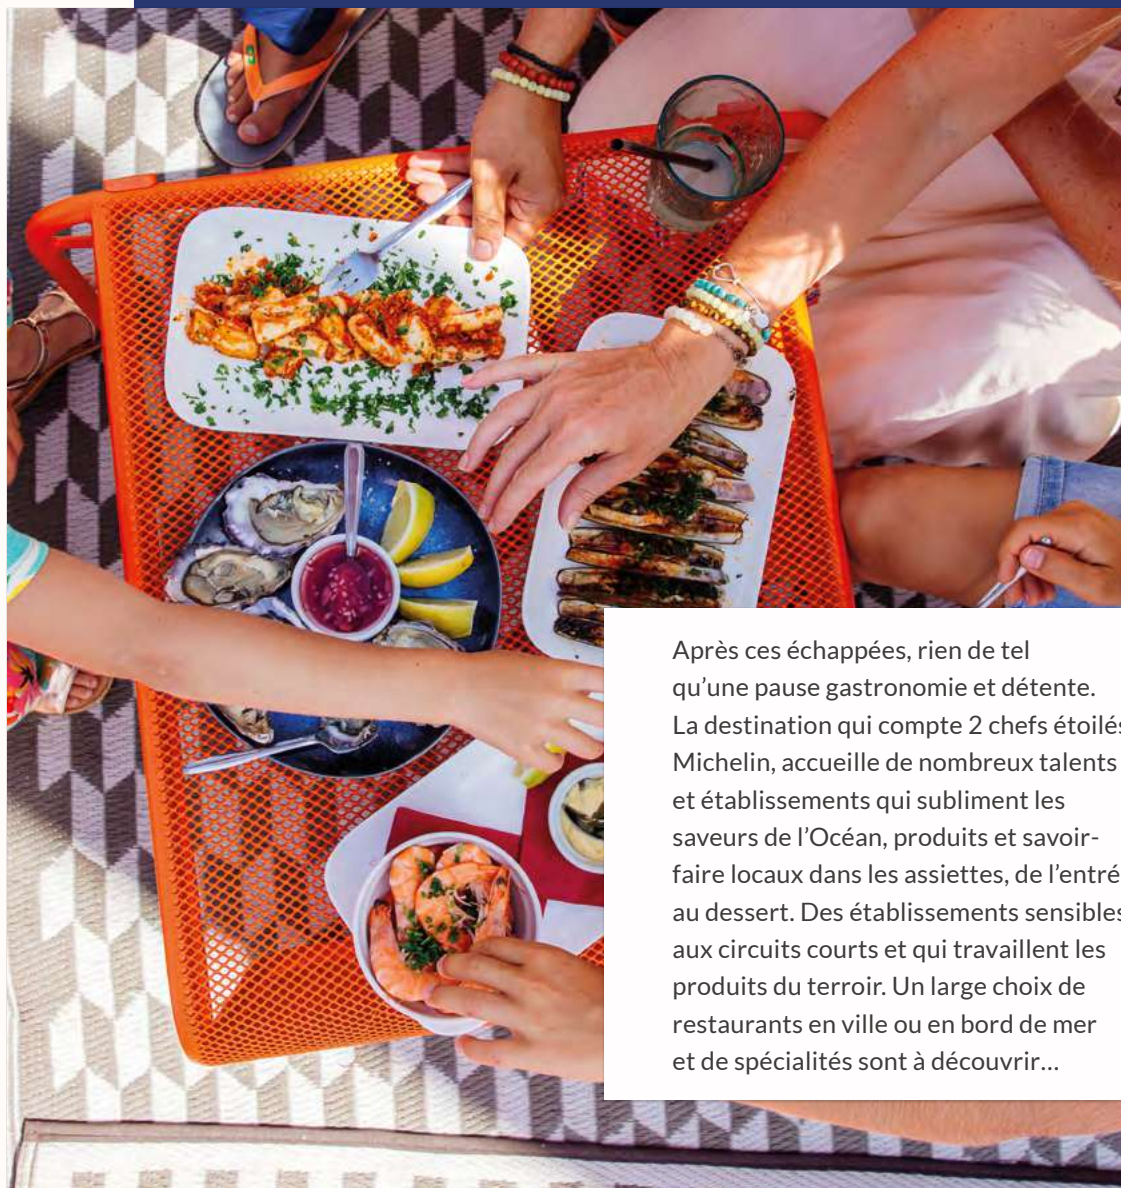 Après ces échappées, rien de tel
qu’une pause gastronomie et détente.
La destination qui compte 2 chefs étoilés
Michelin, accueille de nombreux talents
et établissements qui subliment les
saveurs de l’Océan, produits et savoir-
faire locaux dans les assiettes, de l’entré
au dessert. Des établissements sensibles
aux circuits courts et qui travaillent les
produits du terroir. Un large choix de
restaurants en ville ou en bord de mer
et de spécialités sont à découvrir…